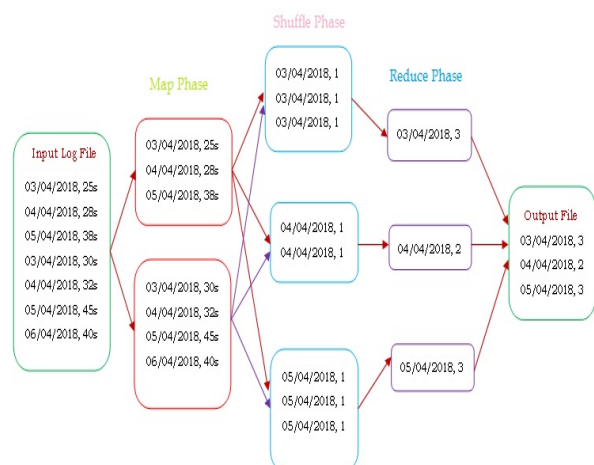 Shuffle Phase
Map Phase
Reduce Phase
Input Log File
03/04/2018, 25s
04/04/2018, 28s
05/04/2018, 38s
03/04/2018, 30s
04/04/2018, 32s
05/04/2018, 45s
06/04/2018, 40s
03/04/2018, 25s
04/04/2018, 28s
05/04/2018, 38s
03/04/2018, 30s
04/04/2018, 32s
05/04/2018, 45s
06/04/2018, 40s
03/04/2018, 1
03/04/2018, 1
03/04/2018, 1
04/04/2018, 1
04/04/2018, 1
05/04/2018, 1
05/04/2018, 1
05/04/2018, 1
03/04/2018, 3
04/04/2018, 2
05/04/2018, 3
Output File
03/04/2018, 3
04/04/2018, 2
05/04/2018, 3